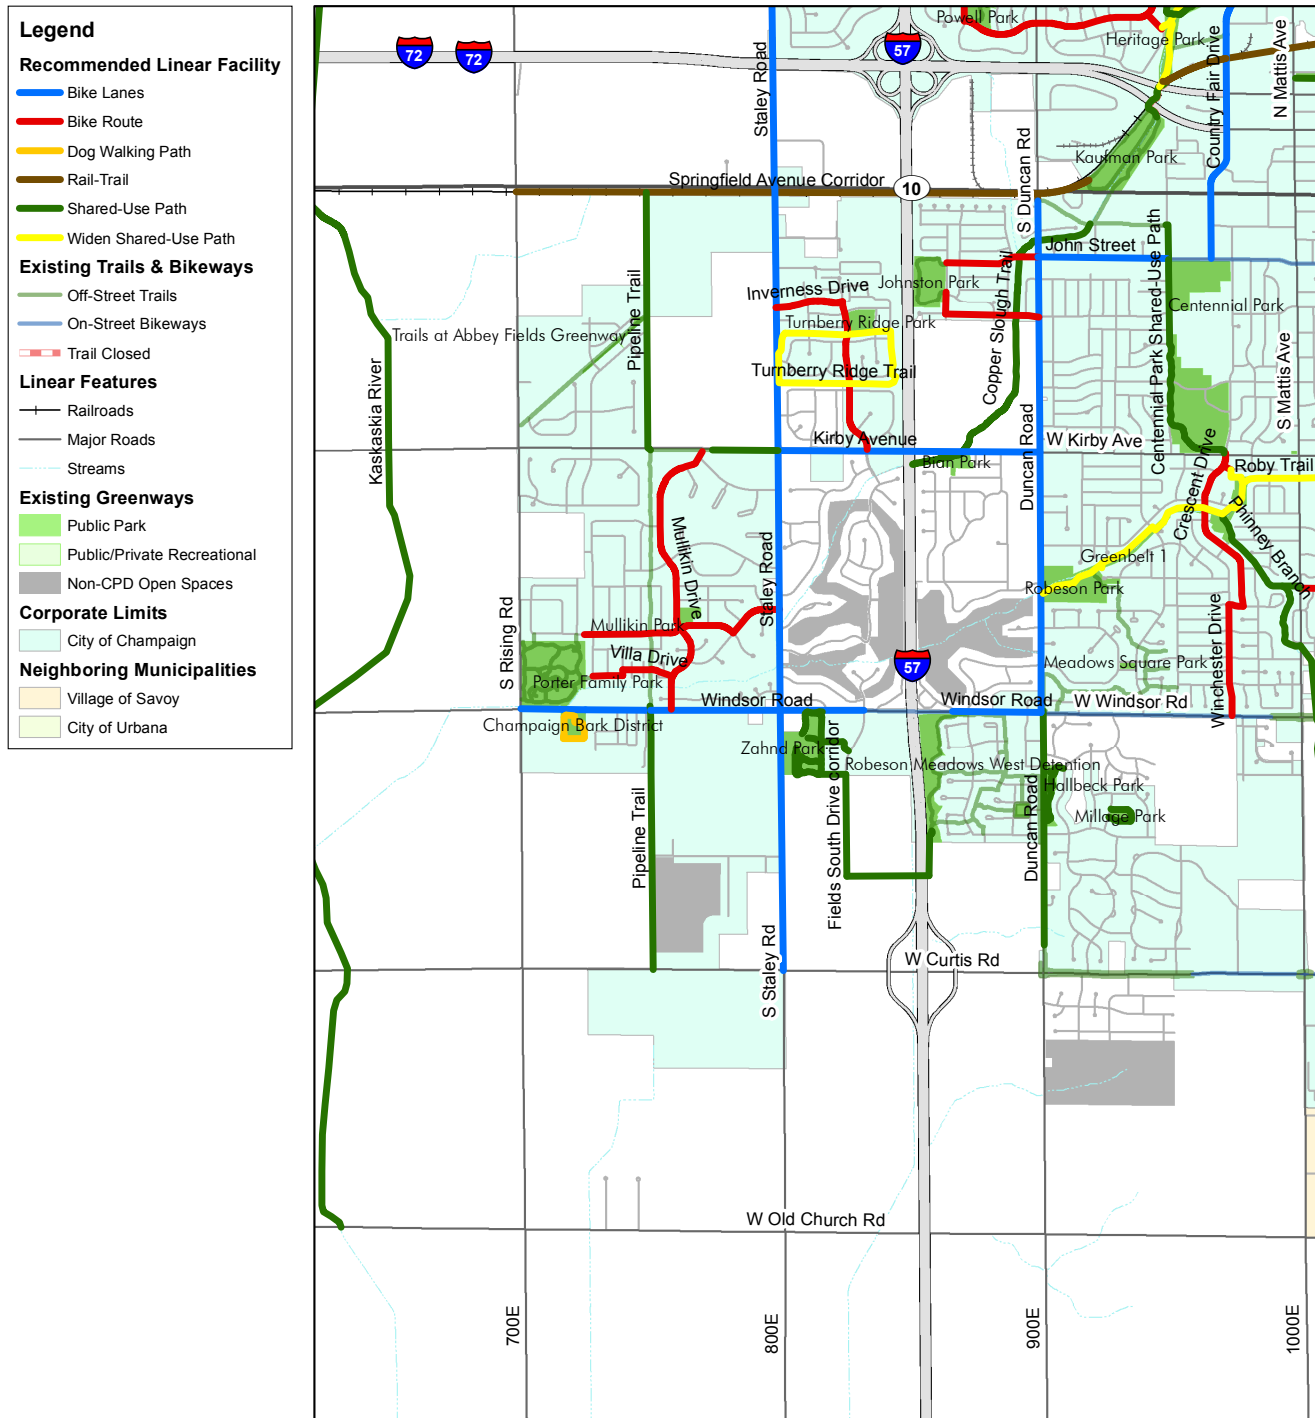 Legend
Recommended Linear Facility
Bike Lanes
Bike Route
Dog Walking Path
Rail-Trail
Shared-Use Path
Widen Shared-Use Path
Existing Trails & Bikeways
Off-Street Trails
On-Street Bikeways
Trail Closed
Linear Features
Railroads
Major Roads
Streams
Existing Greenways
Public Park
Public/Private Recreational
Non-CPD Open Spaces
Corporate Limits
City of Champaign
Neighboring Municipalities
Village of Savoy
City of Urbana
72
72
57
Powell Park
Heritage Park
Staley Road
Country Fair Drive
N Mattis Ave
Kaufman Park
S Duncan Rd
Springfield Avenue Corridor
10
John Street
Centennial Park Shared-Use Path
Pipeline Trail
Inverness Drive
Johnston Park
Copper Slough Trail
Centennial Park
Turnberry Ridge Park
Trails at Abbey Fields Greenway
Kaskaskia River
Turnberry Ridge Trail
S Mattis Ave
Kirby Avenue
W Kirby Ave
Bian Park
Duncan Road
Roby Trail
Crescent Drive
Phinney Branch
Mullikin Drive
Staley Road
Greenbelt 1
Robeson Park
S Rising Rd
Mullikin Park
Villa Drive
Porter Family Park
57
Meadows Square Park
Winchester Drive
Windsor Road
Windsor Road
W Windsor Rd
Champaign Bark District
Zahnd Park
Fields South Drive Corridor
Robeson Meadows West Detention
Hallbeck Park
Duncan Road
Millage Park
Pipeline Trail
S Staley Rd
W Curtis Rd
W Old Church Rd
700E
800E
900E
1000E